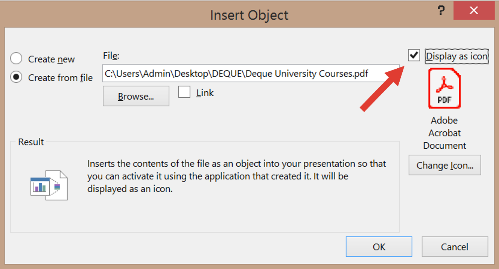 Insert Object
?
Create new
Create from file
File:
C:\Users\Admin\Desktop\DEQUE\Deque University Courses.pdf
Browse...
Link
Display as icon
PDF
Adobe
Acrobat
Document
Change Icon...
Result
Inserts the contents of the file as an object into your presentation so that
you can activate it using the application that created it. It will be
displayed as an icon.
OK
Cancel